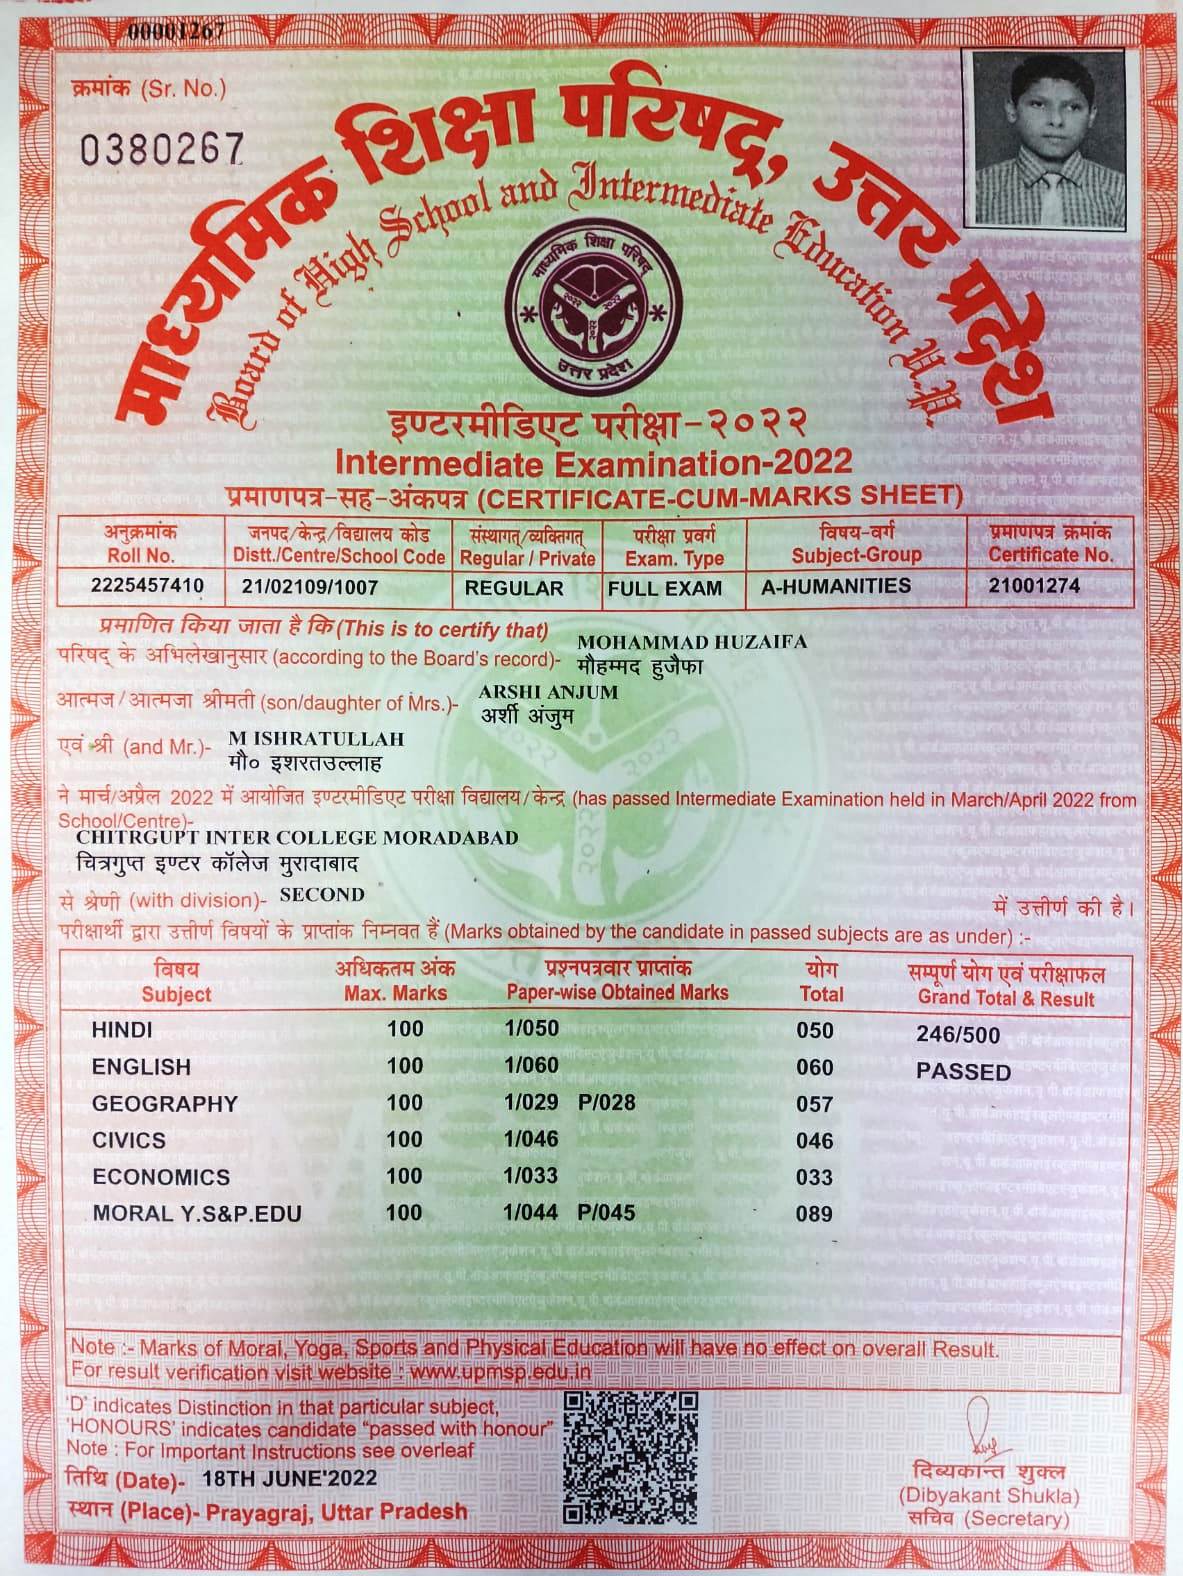 00001267
क्रमांक (Sr. No.)
0380267
माध्यमिक शिक्षा परिषद्, उत्तर प्रदेश
Board of High School and Intermediate Education U.P.
माध्यमिक शिक्षा परिषद्
२०२२ २०२२
२०२२
उत्तर प्रदेश
इण्टरमीडिएट परीक्षा-२०२२
Intermediate Examination-2022
प्रमाणपत्र-सह-अंकपत्र (CERTIFICATE-CUM-MARKS SHEET)
अनुक्रमांक जनपद/केन्द्र/विद्यालय कोड संस्थागत्/व्यक्तिगत् परीक्षा प्रवर्ग विषय-वर्ग प्रमाणपत्र क्रमांक
Roll No. Distt./Centre/School Code Regular / Private Exam. Type Subject-Group Certificate No.
2225457410 21/02109/1007 REGULAR FULL EXAM A-HUMANITIES 21001274
प्रमाणित किया जाता है कि (This is to certify that)
MOHAMMAD HUZAIFA
परिषद् के अभिलेखानुसार (according to the Board's record)- मौहम्मद हुजैफा
ARSHI ANJUM
आत्मज/आत्मजा श्रीमती (son/daughter of Mrs.)- अर्शी अंजुम
एवं श्री (and Mr.)- M ISHRATULLAH
मौ० इशरतउल्लाह
ने मार्च/अप्रैल 2022 में आयोजित इण्टरमीडिएट परीक्षा विद्यालय/केन्द्र (has passed Intermediate Examination held in March/April 2022 from
School/Centre)-
CHITRGUPT INTER COLLEGE MORADABAD
चित्रगुप्त इण्टर कॉलेज मुरादाबाद
से श्रेणी (with division)- SECOND में उत्तीर्ण की है।
परीक्षार्थी द्वारा उत्तीर्ण विषयों के प्राप्तांक निम्नवत हैं (Marks obtained by the candidate in passed subjects are as under) :-
विषय अधिकतम अंक प्रश्नपत्रवार प्राप्तांक योग सम्पूर्ण योग एवं परीक्षाफल
Subject Max. Marks Paper-wise Obtained Marks Total Grand Total & Result
HINDI 100 1/050 050 246/500
ENGLISH 100 1/060 060 PASSED
GEOGRAPHY 100 1/029 P/028 057
CIVICS 100 1/046 046
ECONOMICS 100 1/033 033
MORAL Y.S&P.EDU 100 1/044 P/045 089
Note :- Marks of Moral, Yoga, Sports and Physical Education will have no effect on overall Result.
For result verification visit website : www.upmsp.edu.in
'D' indicates Distinction in that particular subject,
'HONOURS' indicates candidate "passed with honour"
Note : For Important Instructions see overleaf
तिथि (Date)- 18TH JUNE'2022
स्थान (Place)- Prayagraj, Uttar Pradesh
दिब्यकान्त शुक्ल
(Dibyakant Shukla)
सचिव (Secretary)